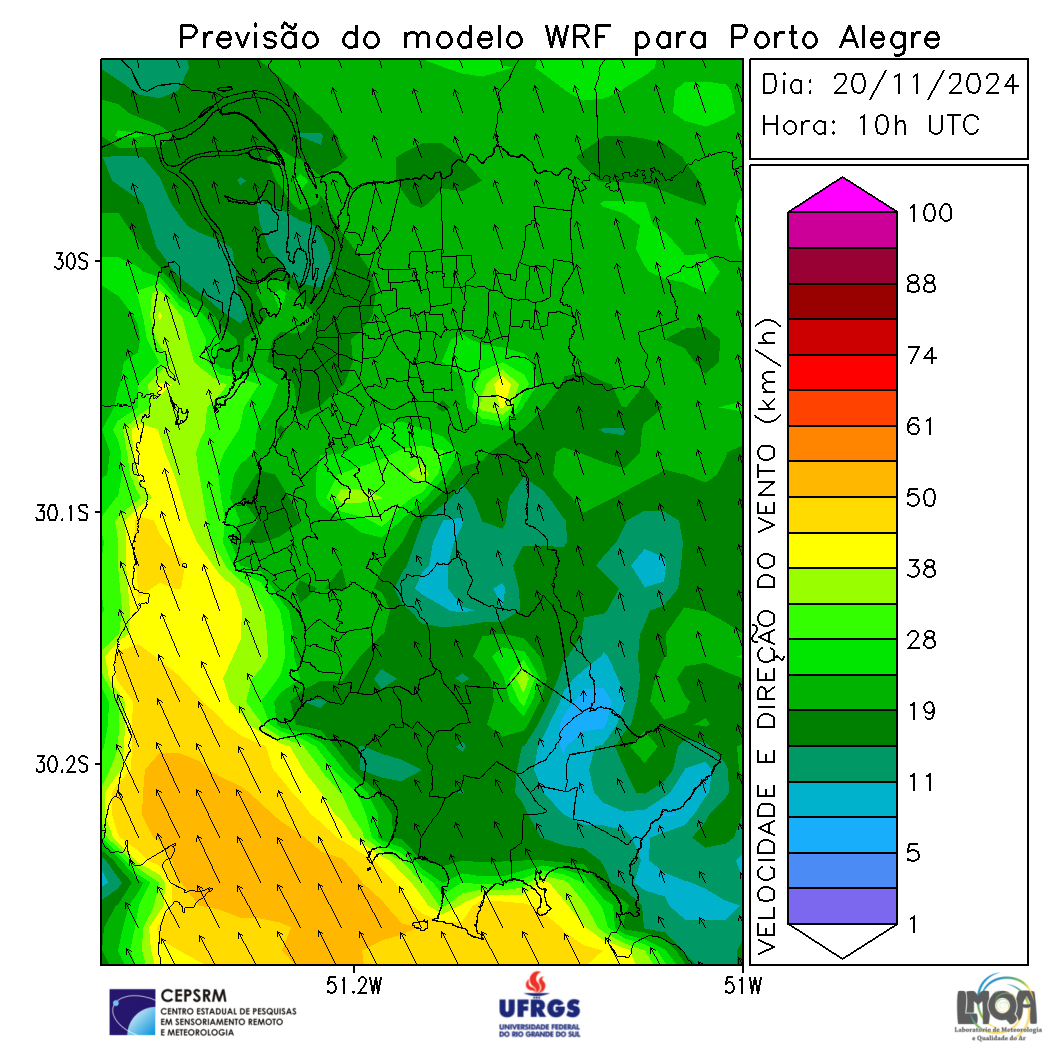 Previsão do modelo WRF para Porto Alegre
Dia: 20/11/2024
Hora: 10h UTC
30S
30.1S
30.2S
51.2W
51W
VELOCIDADE E DIREÇÃO DO VENTO (km/h)
100
88
74
61
50
38
28
19
11
5
1
CEPSRM
CENTRO ESTADUAL DE PESQUISAS
EM SENSORIAMENTO REMOTO
E METEOROLOGIA
UFRGS
UNIVERSIDADE FEDERAL
DO RIO GRANDE DO SUL
LMQA
Laboratório de Meteorologia
e Qualidade do Ar